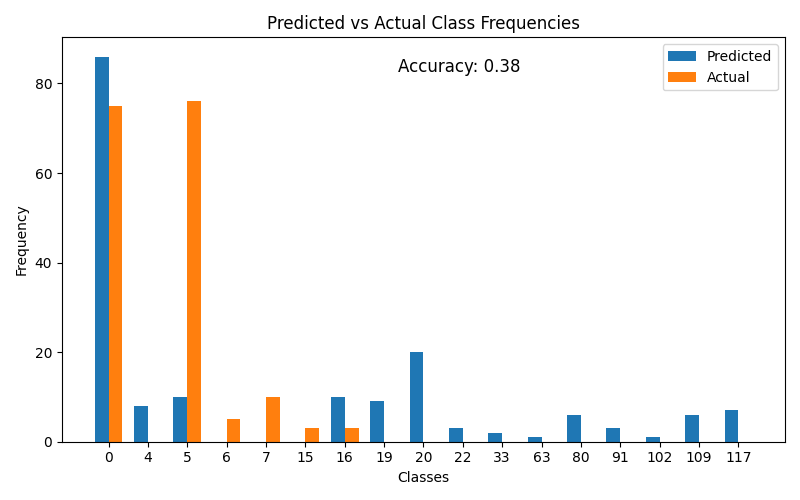 Predicted vs Actual Class Frequencies
Accuracy: 0.38
Predicted
Actual
Frequency
80
60
40
20
0
0 4 5 6 7 15 16 19 20 22 33 63 80 91 102 109 117
Classes